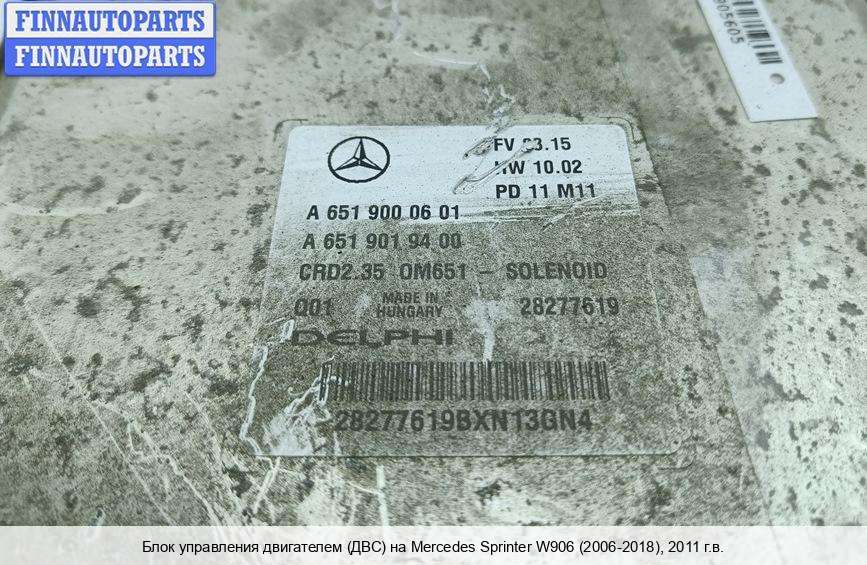 FINNAUTOPARTS
FINNAUTOPARTS
905605
FV 03.15
HW 10.02
PD 11 M11
A 651 900 06 01
A 651 901 94 00
CRD2.35 OM651 - SOLENOID
Q01 MADE IN HUNGARY 28277619
DELPHI
28277619BXN13GN4
Блок управления двигателем (ДВС) на Mercedes Sprinter W906 (2006-2018), 2011 г.в.